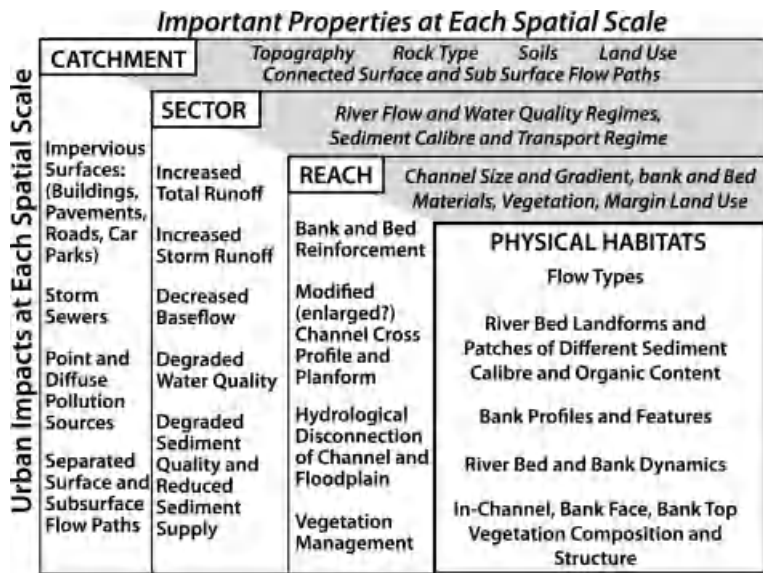 Important Properties at Each Spatial Scale
Urban Impacts at Each Spatial Scale
CATCHMENT
Topography Rock Type Soils Land Use
Connected Surface and Sub Surface Flow Paths
Impervious
Surfaces:
(Buildings,
Pavements,
Roads, Car
Parks)
Storm
Sewers
Point and
Diffuse
Pollution
Sources
Separated
Surface and
Subsurface
Flow Paths
SECTOR
River Flow and Water Quality Regimes,
Sediment Calibre and Transport Regime
Increased
Total Runoff
Increased
Storm Runoff
Decreased
Baseflow
Degraded
Water Quality
Degraded
Sediment
Quality and
Reduced
Sediment
Supply
REACH
Channel Size and Gradient, bank and Bed
Materials, Vegetation, Margin Land Use
Bank and Bed
Reinforcement
Modified
(enlarged?)
Channel Cross
Profile and
Planform
Hydrological
Disconnection
of Channel and
Floodplain
Vegetation
Management
PHYSICAL HABITATS
Flow Types
River Bed Landforms and
Patches of Different Sediment
Calibre and Organic Content
Bank Profiles and Features
River Bed and Bank Dynamics
In-Channel, Bank Face, Bank Top
Vegetation Composition and
Structure